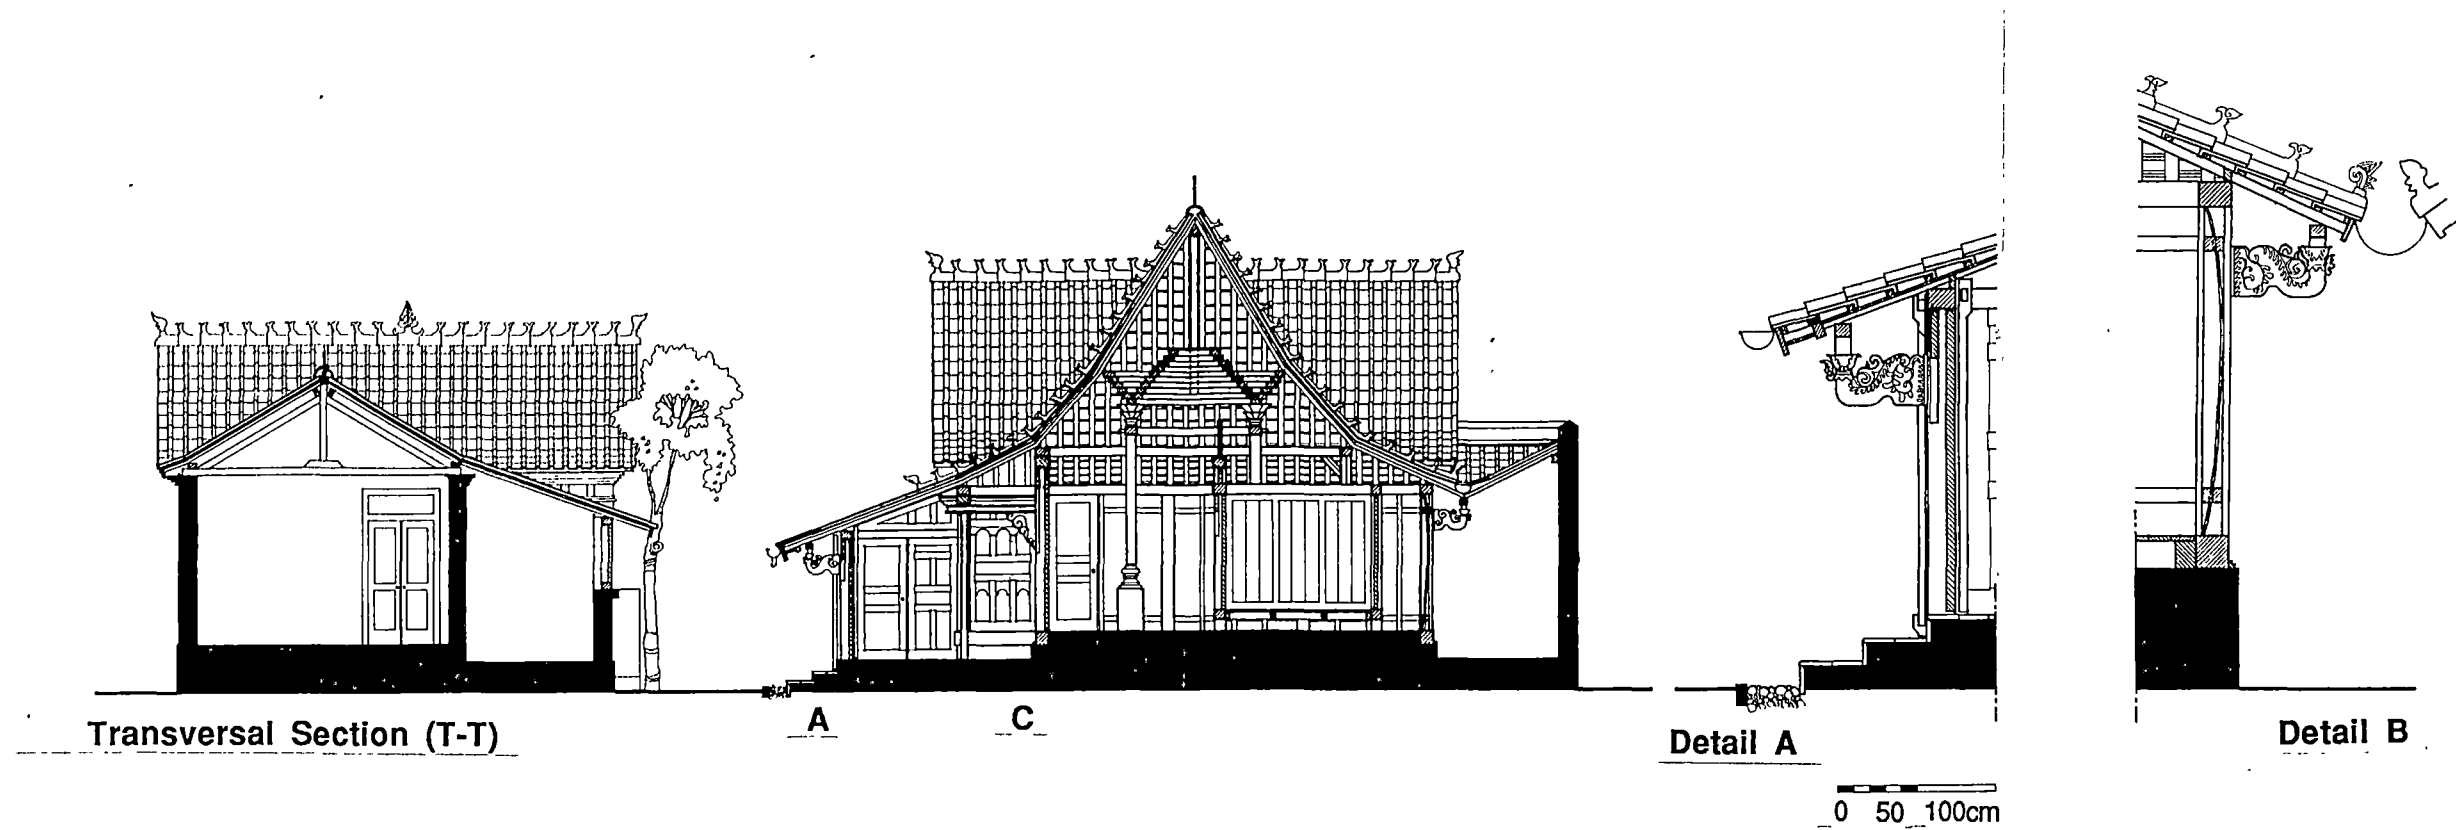 Transversal Section (T-T)
A
C
Detail A
Detail B
0 50 100cm